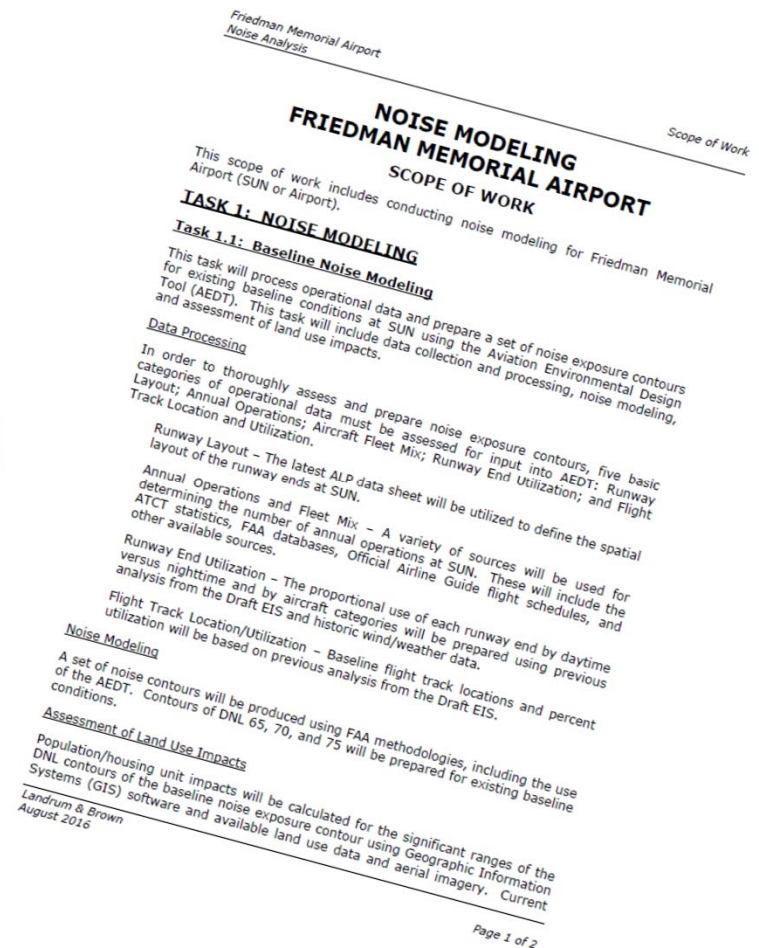 Friedman Memorial Airport
Noise Analysis
Scope of Work
NOISE MODELING
FRIEDMAN MEMORIAL AIRPORT
SCOPE OF WORK
This scope of work includes conducting noise modeling for Friedman Memorial
Airport (SUN or Airport).
TASK 1: NOISE MODELING
Task 1.1: Baseline Noise Modeling
This task will process operational data and prepare a set of noise exposure contours
for existing baseline conditions at SUN using the Aviation Environmental Design
Tool (AEDT). This task will include data collection and processing, noise modeling,
and assessment of land use impacts.
Data Processing
In order to thoroughly assess and prepare noise exposure contours, five basic
categories of operational data must be assessed for input into AEDT: Runway
Layout; Annual Operations; Aircraft Fleet Mix; Runway End Utilization; and Flight
Track Location and Utilization.
Runway Layout – The latest ALP data sheet will be utilized to define the spatial
layout of the runway ends at SUN.
Annual Operations and Fleet Mix – A variety of sources will be used for
determining the number of annual operations at SUN. These will include the
ATCT statistics, FAA databases, Official Airline Guide flight schedules, and
other available sources.
Runway End Utilization – The proportional use of each runway end by daytime
versus nighttime and by aircraft categories will be prepared using previous
analysis from the Draft EIS and historic wind/weather data.
Flight Track Location/Utilization – Baseline flight track locations and percent
utilization will be based on previous analysis from the Draft EIS.
Noise Modeling
A set of noise contours will be produced using FAA methodologies, including the use
of the AEDT. Contours of DNL 65, 70, and 75 will be prepared for existing baseline
conditions.
Assessment of Land Use Impacts
Population/housing unit impacts will be calculated for the significant ranges of the
DNL contours of the baseline noise exposure contour using Geographic Information
Systems (GIS) software and available land use data and aerial imagery. Current
Landrum & Brown
August 2016
Page 1 of 2